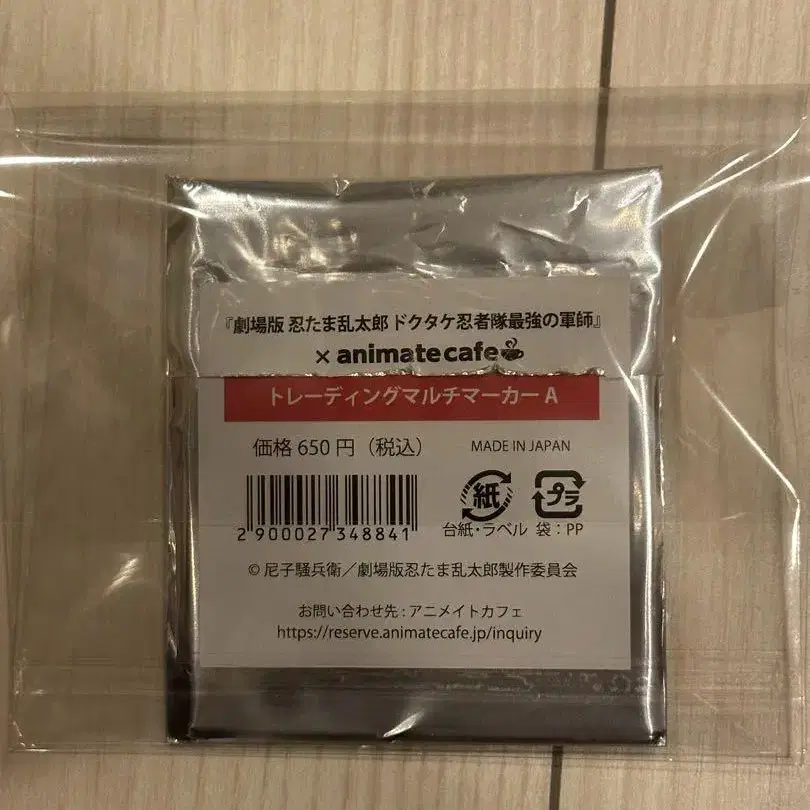 『劇場版 忍たま乱太郎 ドクタケ忍者隊最強の軍師』
× animatecafe
トレーディングマルチマーカー A
価格 650 円（税込）
MADE IN JAPAN
紙
プラ
台紙・ラベル 袋：PP
2 900027 348841
© 尼子騒兵衛／劇場版忍たま乱太郎製作委員会
お問い合わせ先 : アニメイトカフェ
https://reserve.animatecafe.jp/inquiry